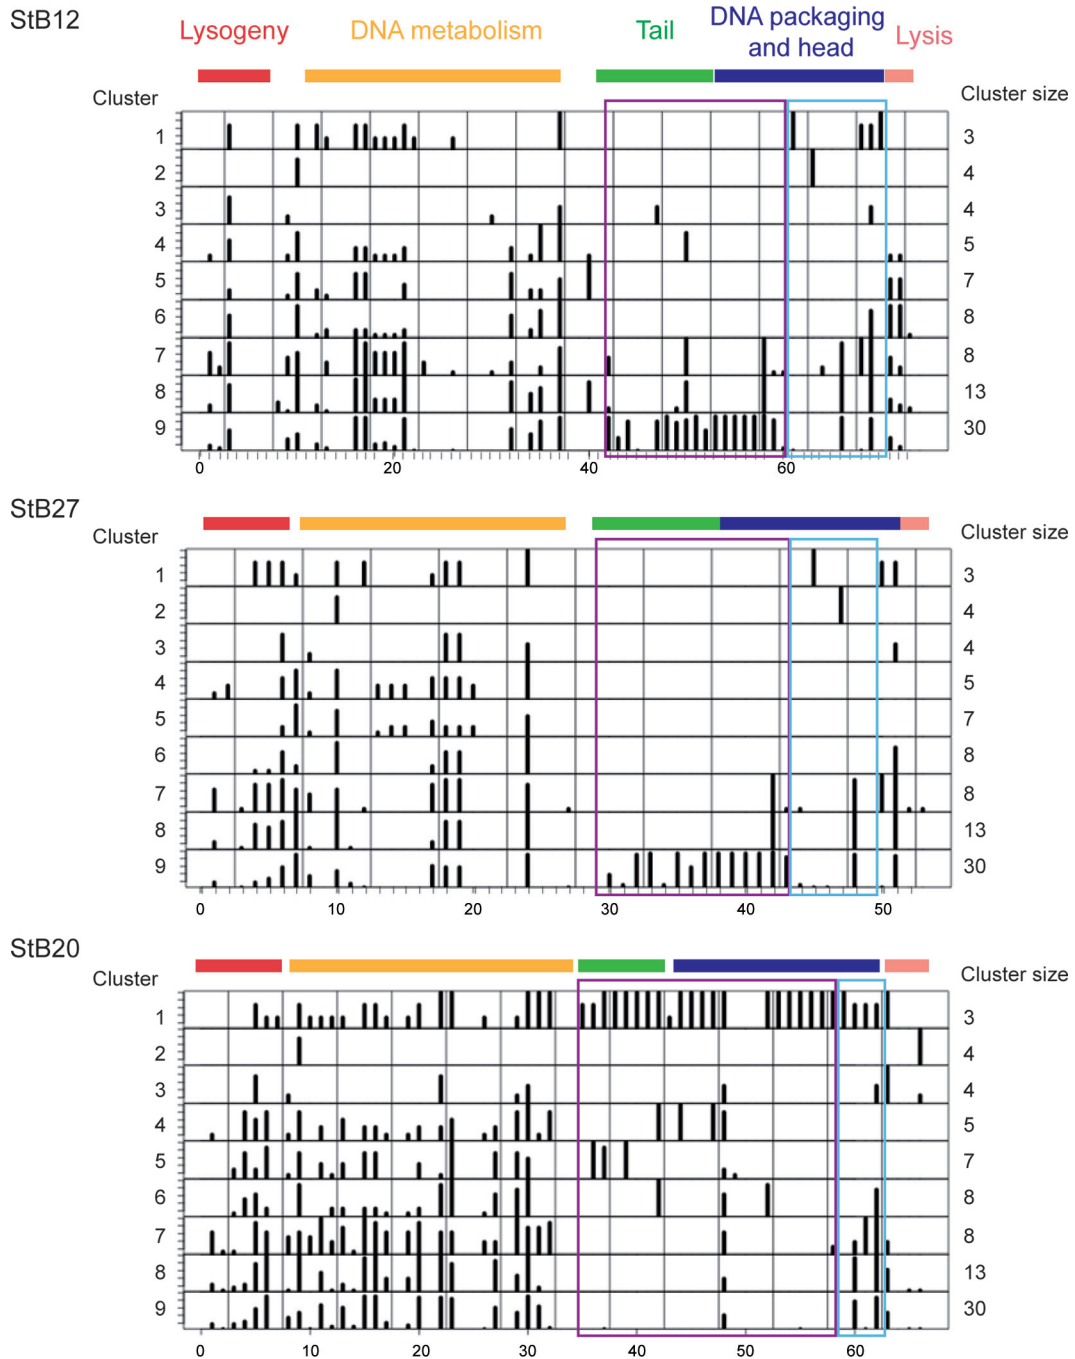 StB12
Lysogeny DNA metabolism Tail DNA packaging and head Lysis
Cluster Cluster size
1 3
2 4
3 4
4 5
5 7
6 8
7 8
8 13
9 30
0 20 40 60
StB27
Cluster Cluster size
1 3
2 4
3 4
4 5
5 7
6 8
7 8
8 13
9 30
0 10 20 30 40 50
StB20
Cluster Cluster size
1 3
2 4
3 4
4 5
5 7
6 8
7 8
8 13
9 30
0 10 20 30 40 50 60